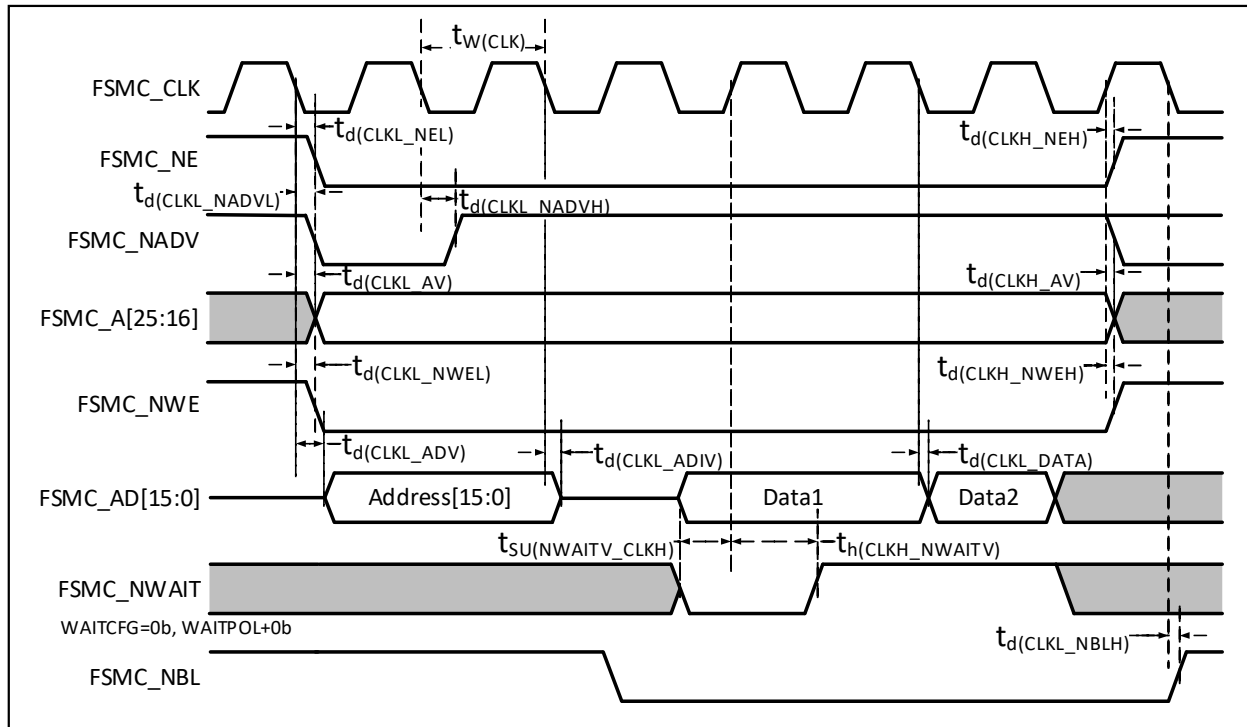 tW(CLK)
FSMC_CLK
td(CLKL_NEL)
td(CLKH_NEH)
FSMC_NE
td(CLKL_NADVL)
td(CLKL_NADVH)
FSMC_NADV
td(CLKL_AV)
td(CLKH_AV)
FSMC_A[25:16]
td(CLKL_NWEL)
td(CLKH_NWEH)
FSMC_NWE
td(CLKL_ADV)
td(CLKL_ADIV)
td(CLKL_DATA)
FSMC_AD[15:0]
Address[15:0]
Data1
Data2
tSU(NWAITV_CLKH)
th(CLKH_NWAITV)
FSMC_NWAIT
WAITCFG=0b, WAITPOL+0b
td(CLKL_NBLH)
FSMC_NBL